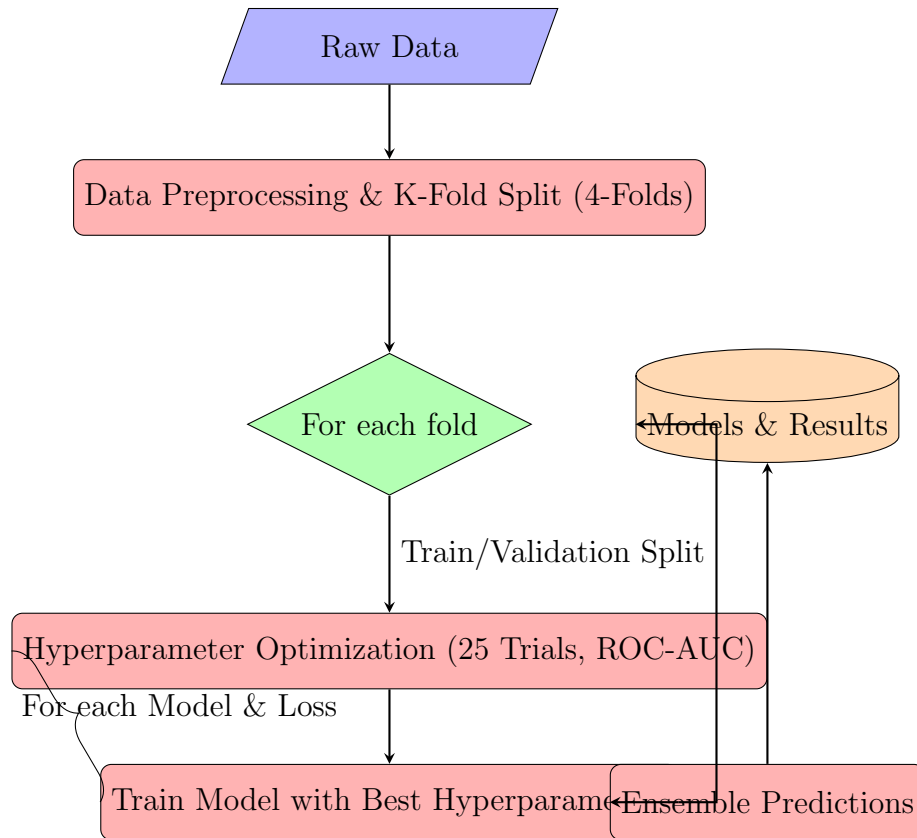 Raw Data
Data Preprocessing & K-Fold Split (4-Folds)
For each fold
Models & Results
Train/Validation Split
Hyperparameter Optimization (25 Trials, ROC-AUC)
For each Model & Loss
Train Model with Best Hyperparame
Ensemble Predictions